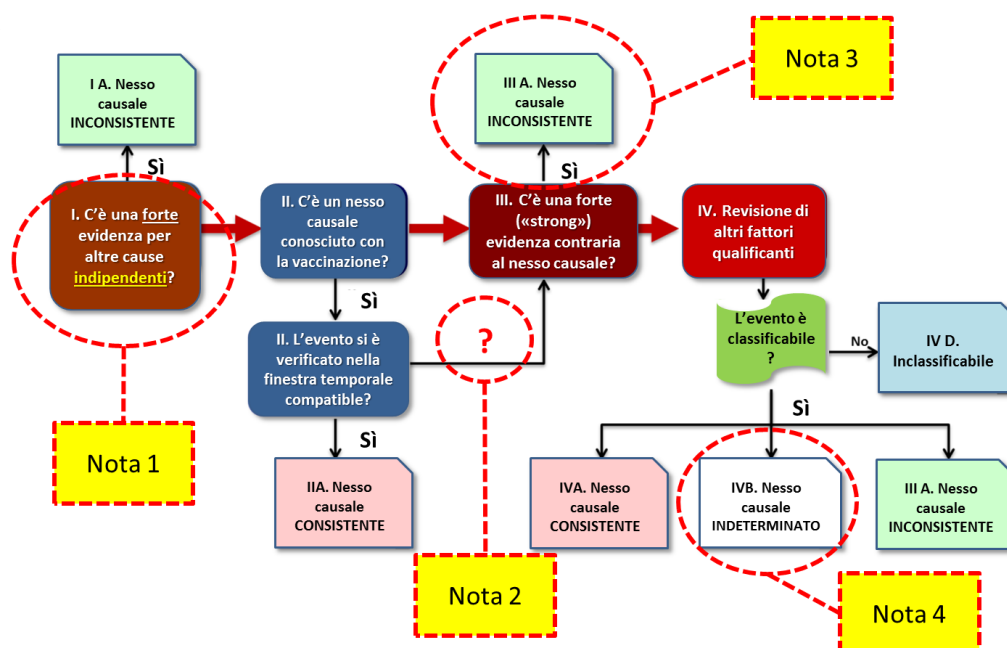 Nota 3
I A. Nesso
causale
INCONSISTENTE
III A. Nesso
causale
INCONSISTENTE
Sì
Sì
I. C'è una forte
evidenza per
altre cause
indipendenti?
II. C'è un nesso
causale
conosciuto con
la vaccinazione?
III. C'è una forte
(«strong»)
evidenza contraria
al nesso causale?
IV. Revisione di
altri fattori
qualificanti
Sì
II. L'evento si è
verificato nella
finestra temporale
compatible?
?
L'evento è
classificabile
?
No
IV D.
Inclassificabile
Sì
Sì
Nota 1
IIA. Nesso
causale
CONSISTENTE
IVA. Nesso
causale
CONSISTENTE
IVB. Nesso
causale
INDETERMINATO
III A. Nesso
causale
INCONSISTENTE
Nota 2
Nota 4